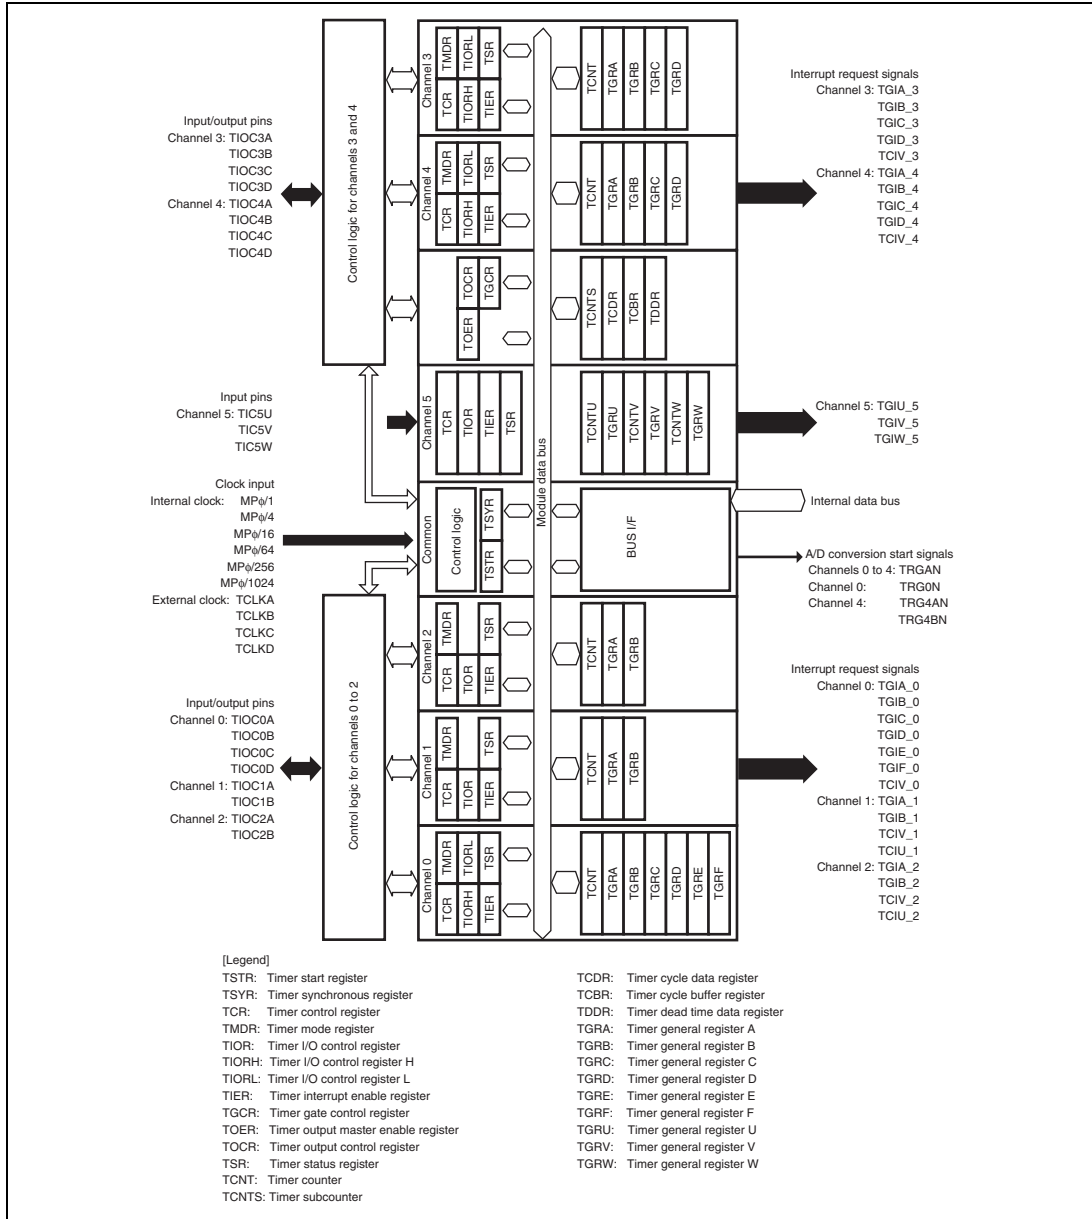 Input/output pins
Channel 3: TIOC3A
TIOC3B
TIOC3C
TIOC3D
Channel 4: TIOC4A
TIOC4B
TIOC4C
TIOC4D
Input pins
Channel 5: TIC5U
TIC5V
TIC5W
Clock input
Internal clock: MPφ/1
MPφ/4
MPφ/16
MPφ/64
MPφ/256
MPφ/1024
External clock: TCLKA
TCLKB
TCLKC
TCLKD
Input/output pins
Channel 0: TIOC0A
TIOC0B
TIOC0C
TIOC0D
Channel 1: TIOC1A
TIOC1B
Channel 2: TIOC2A
TIOC2B
Control logic for channels 3 and 4
Control logic for channels 0 to 2
Channel 3
TMDR
TIORL
TSR
TCR
TIORH
TIER
TCNT
TGRA
TGRB
TGRC
TGRD
Channel 4
TMDR
TIORL
TSR
TCR
TIORH
TIER
TCNT
TGRA
TGRB
TGRC
TGRD
TOCR
TGCR
TOER
TCNTS
TCDR
TCBR
TDDR
Channel 5
TCR
TIOR
TIER
TSR
TCNTU
TGRU
TCNTV
TGRV
TCNTW
TGRW
Module data bus
Common
Control logic
TSYR
TSTR
BUS I/F
Channel 2
TMDR
TSR
TCR
TIOR
TIER
TCNT
TGRA
TGRB
Channel 1
TMDR
TSR
TCR
TIOR
TIER
TCNT
TGRA
TGRB
Channel 0
TMDR
TIORL
TSR
TCR
TIORH
TIER
TCNT
TGRA
TGRB
TGRC
TGRD
TGRE
TGRF
Interrupt request signals
Channel 3: TGIA_3
TGIB_3
TGIC_3
TGID_3
TCIV_3
Channel 4: TGIA_4
TGIB_4
TGIC_4
TGID_4
TCIV_4
Channel 5: TGIU_5
TGIV_5
TGIW_5
Internal data bus
A/D conversion start signals
Channels 0 to 4: TRGAN
Channel 0: TRG0N
Channel 4: TRG4AN
TRG4BN
Interrupt request signals
Channel 0: TGIA_0
TGIB_0
TGIC_0
TGID_0
TGIE_0
TGIF_0
TCIV_0
Channel 1: TGIA_1
TGIB_1
TCIV_1
TCIU_1
Channel 2: TGIA_2
TGIB_2
TCIV_2
TCIU_2
[Legend]
TSTR: Timer start register
TSYR: Timer synchronous register
TCR: Timer control register
TMDR: Timer mode register
TIOR: Timer I/O control register
TIORH: Timer I/O control register H
TIORL: Timer I/O control register L
TIER: Timer interrupt enable register
TGCR: Timer gate control register
TOER: Timer output master enable register
TOCR: Timer output control register
TSR: Timer status register
TCNT: Timer counter
TCNTS: Timer subcounter
TCDR: Timer cycle data register
TCBR: Timer cycle buffer register
TDDR: Timer dead time data register
TGRA: Timer general register A
TGRB: Timer general register B
TGRC: Timer general register C
TGRD: Timer general register D
TGRE: Timer general register E
TGRF: Timer general register F
TGRU: Timer general register U
TGRV: Timer general register V
TGRW: Timer general register W